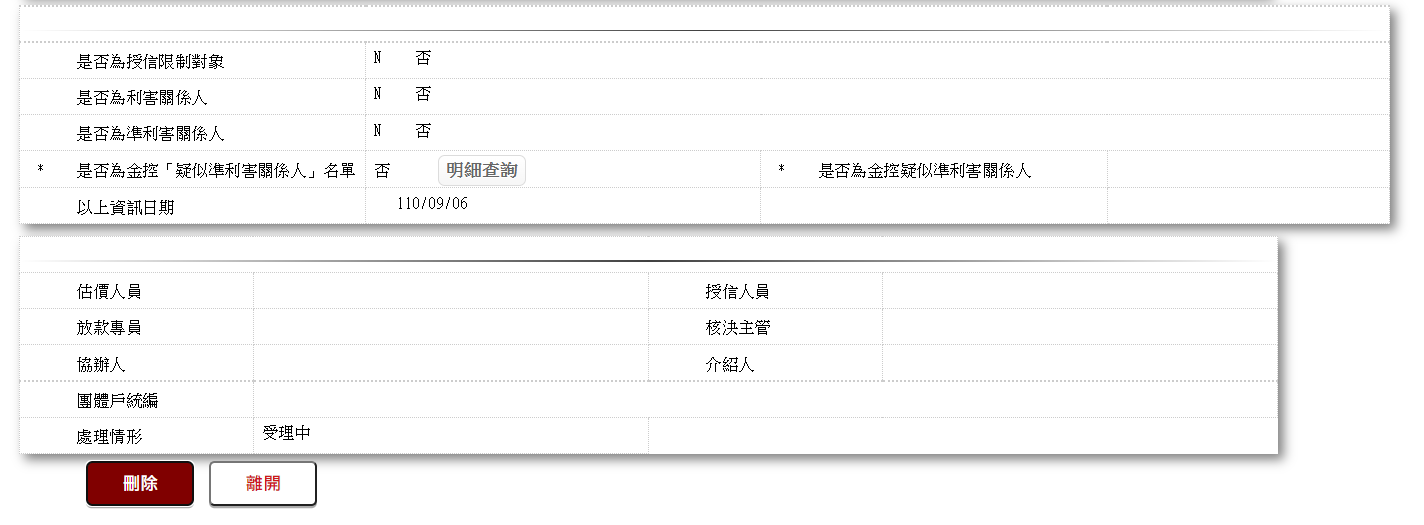 是否為授信限制對象 N 否
是否為利害關係人 N 否
是否為準利害關係人 N 否
* 是否為金控「疑似準利害關係人」名單 否 明細查詢 * 是否為金控疑似準利害關係人
以上資訊日期 110/09/06
估價人員 授信人員
放款專員 核決主管
協辦人 介紹人
團體戶統編
處理情形 受理中
刪除 離開